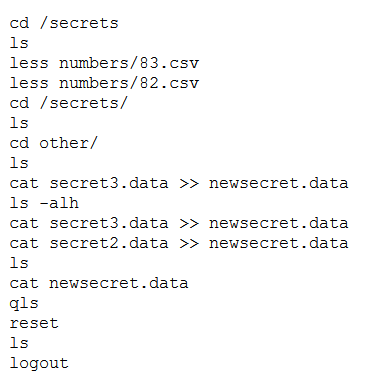 cd /secrets
ls
less numbers/83.csv
less numbers/82.csv
cd /secrets/
ls
cd other/
ls
cat secret3.data >> newsecret.data
ls -alh
cat secret3.data >> newsecret.data
cat secret2.data >> newsecret.data
ls
cat newsecret.data
qls
reset
ls
logout